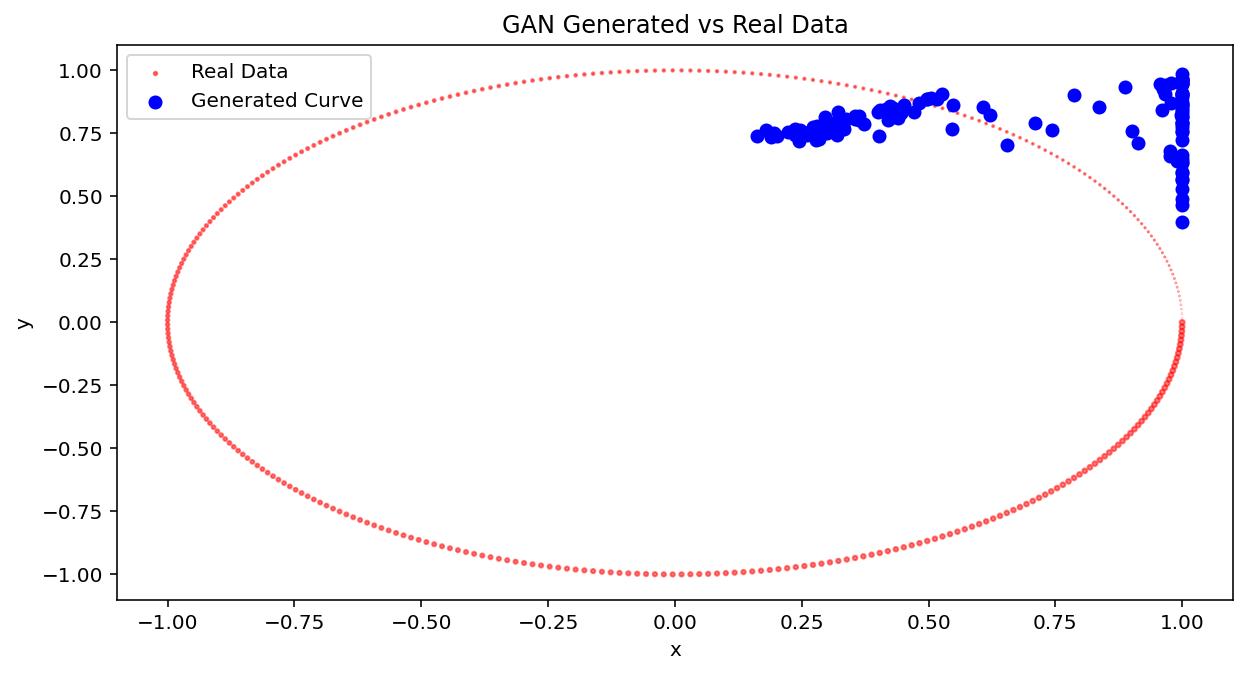 GAN Generated vs Real Data
Real Data
Generated Curve
1.00
0.75
0.50
0.25
0.00
−0.25
−0.50
−0.75
−1.00
y
−1.00 −0.75 −0.50 −0.25 0.00 0.25 0.50 0.75 1.00
x